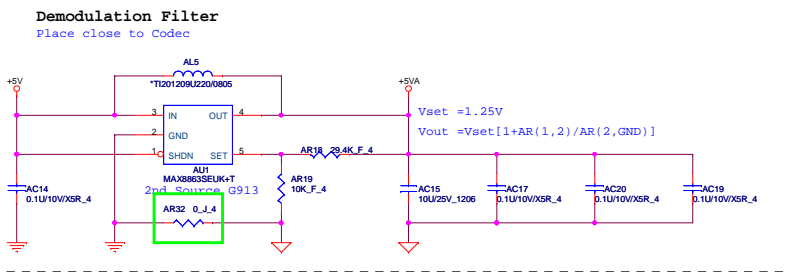 Demodulation Filter
Place close to Codec
AL5
+5V
*TI201209U220/0805
+5VA
3 IN OUT 4
Vset =1.25V
2 GND
Vout =Vset[1+AR(1,2)/AR(2,GND)]
1 SHDN SET 5
AR18 29.4K_F_4
AU1
MAX8863SEUK+T
2nd Source G913
AR19
10K_F_4
AC14
0.1U/10V/X5R_4
AC15
10U/25V_1206
AC17
0.1U/10V/X5R_4
AC20
0.1U/10V/X5R_4
AC19
0.1U/10V/X5R_4
AR32 0_J_4